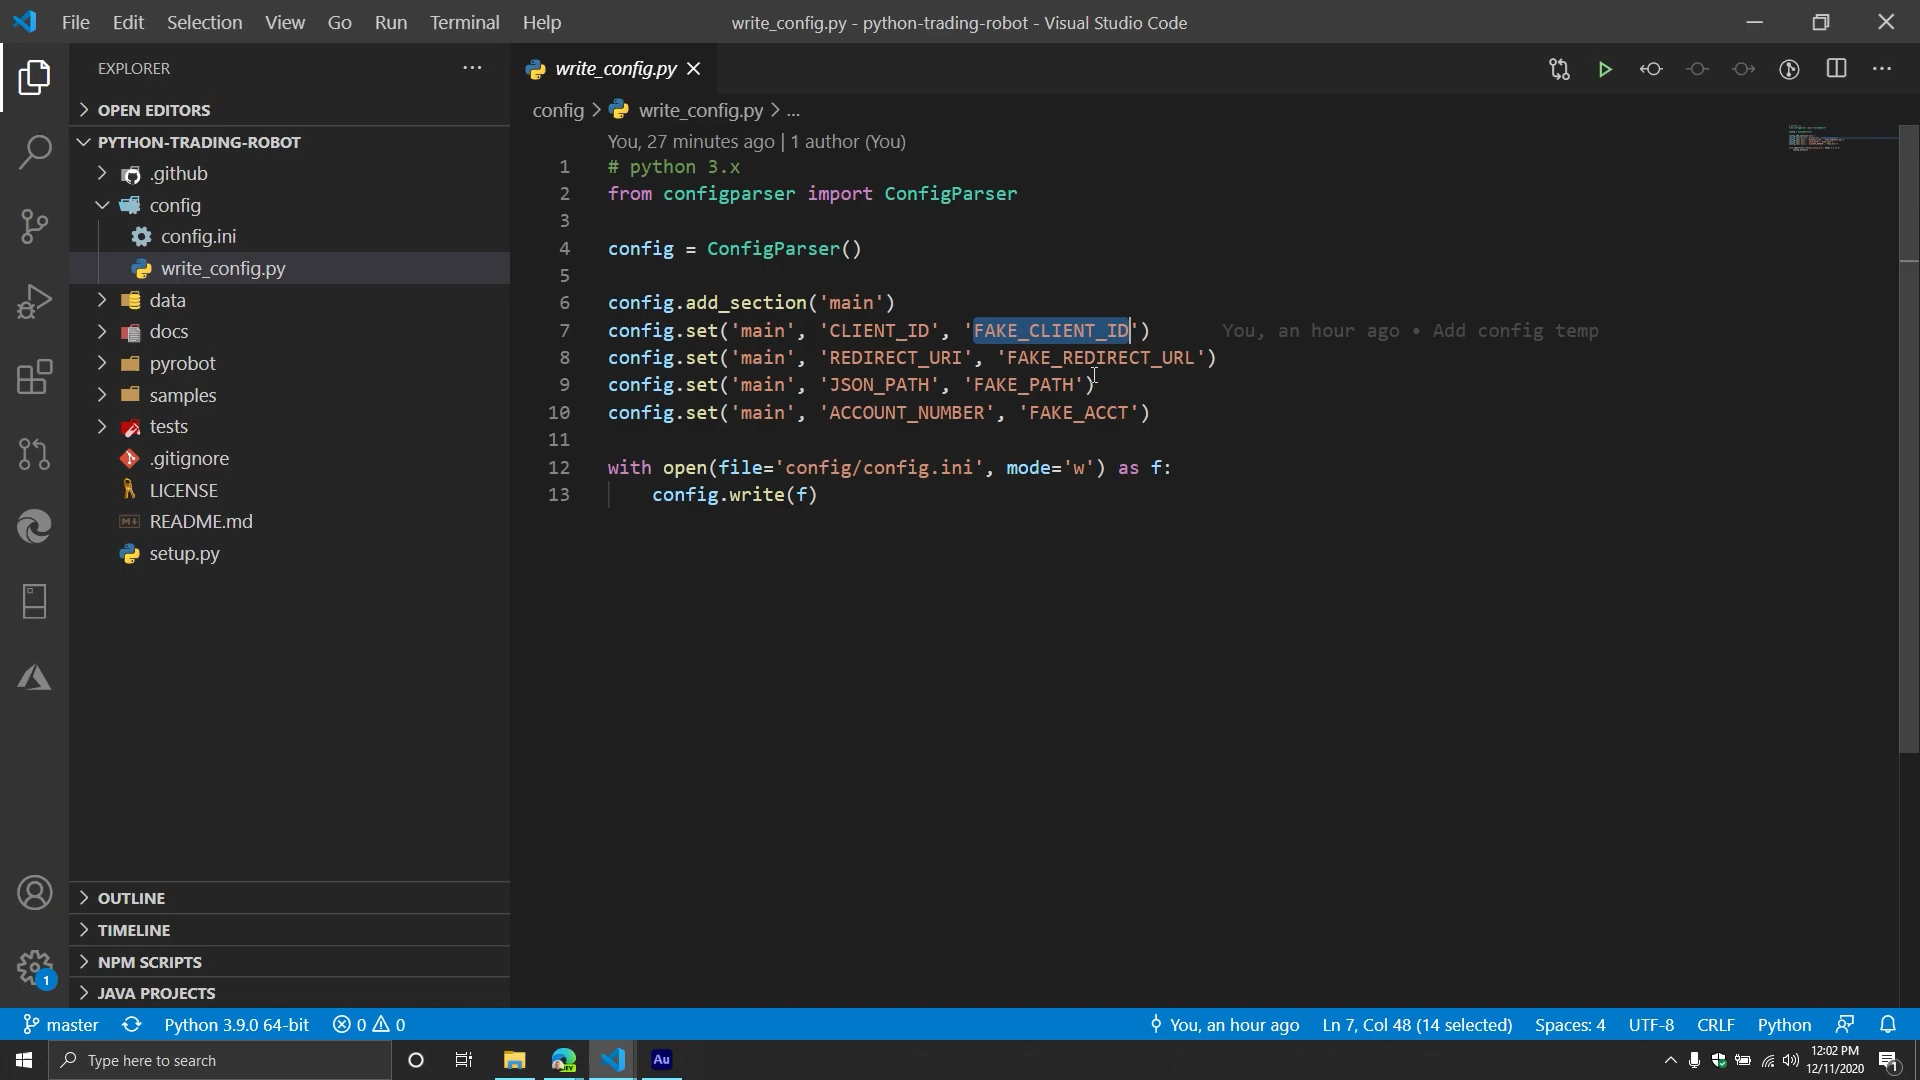 File Edit Selection View Go Run Terminal Help write_config.py - python-trading-robot - Visual Studio Code
EXPLORER
OPEN EDITORS
PYTHON-TRADING-ROBOT
.github
config
config.ini
write_config.py
data
docs
pyrobot
samples
tests
.gitignore
LICENSE
README.md
setup.py
OUTLINE
TIMELINE
NPM SCRIPTS
JAVA PROJECTS
write_config.py
config > write_config.py > ...
You, 27 minutes ago | 1 author (You)
1 # python 3.x
2 from configparser import ConfigParser
3
4 config = ConfigParser()
5
6 config.add_section('main')
7 config.set('main', 'CLIENT_ID', 'FAKE_CLIENT_ID') You, an hour ago • Add config temp
8 config.set('main', 'REDIRECT_URI', 'FAKE_REDIRECT_URL')
9 config.set('main', 'JSON_PATH', 'FAKE_PATH')
10 config.set('main', 'ACCOUNT_NUMBER', 'FAKE_ACCT')
11
12 with open(file='config/config.ini', mode='w') as f:
13 config.write(f)
1
master Python 3.9.0 64-bit 0 0 You, an hour ago Ln 7, Col 48 (14 selected) Spaces: 4 UTF-8 CRLF Python
Type here to search
Au
12:02 PM
12/11/2020
1